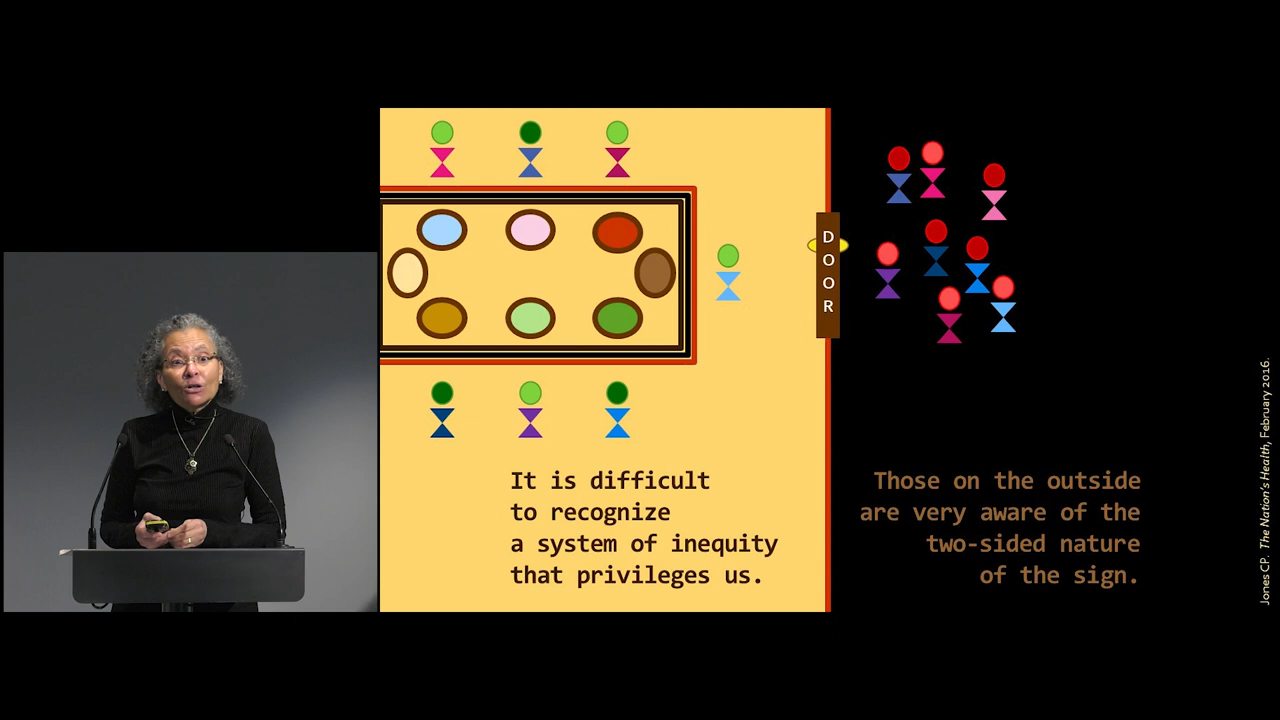 D
O
O
R
It is difficult
to recognize
a system of inequity
that privileges us.
Those on the outside
are very aware of the
two-sided nature
of the sign.
Jones CP. The Nation's Health, February 2016.